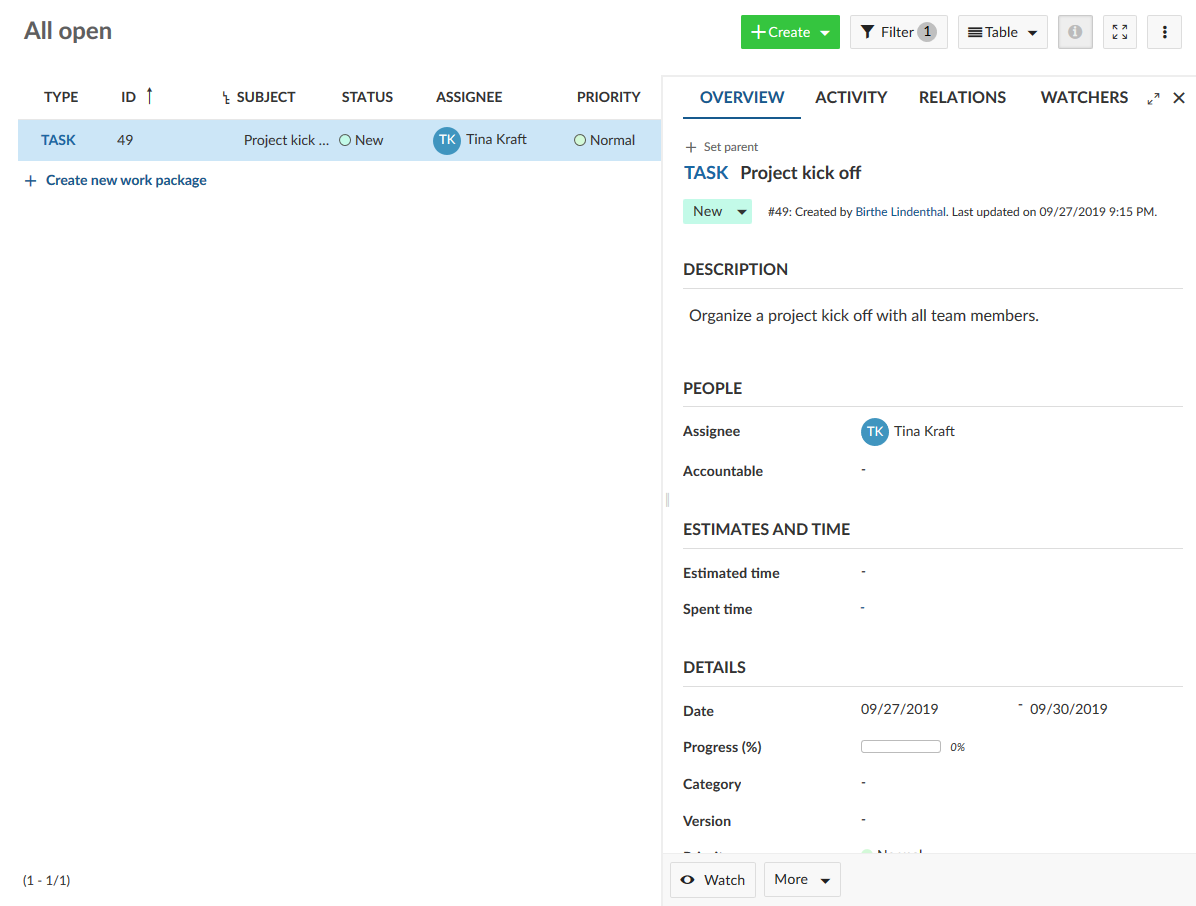 All open
Create
Filter 1
Table
TYPE ID SUBJECT STATUS ASSIGNEE PRIORITY
TASK 49 Project kick ... New TK Tina Kraft Normal
+ Create new work package
(1 - 1/1)
OVERVIEW ACTIVITY RELATIONS WATCHERS
+ Set parent
TASK Project kick off
New #49: Created by Birthe Lindenthal. Last updated on 09/27/2019 9:15 PM.
DESCRIPTION
Organize a project kick off with all team members.
PEOPLE
Assignee TK Tina Kraft
Accountable -
ESTIMATES AND TIME
Estimated time -
Spent time -
DETAILS
Date 09/27/2019 - 09/30/2019
Progress (%) 0%
Category -
Version -
Watch More